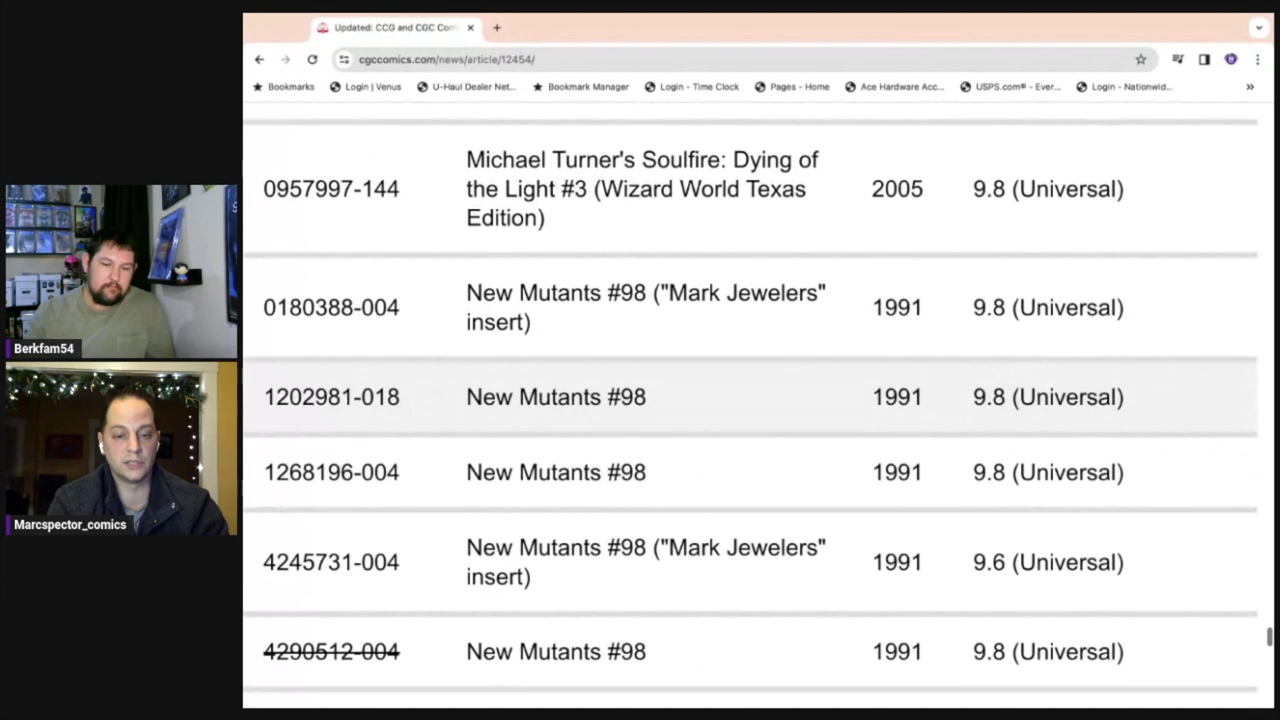 Updated: CCG and CGC Com
cgccomics.com/news/article/12454/
Bookmarks Login | Venus U-Haul Dealer Net... Bookmark Manager Login - Time Clock Pages - Home Ace Hardware Acc... USPS.com® - Ever... Login - Nationwid...
0957997-144 Michael Turner's Soulfire: Dying of the Light #3 (Wizard World Texas Edition) 2005 9.8 (Universal)
0180388-004 New Mutants #98 ("Mark Jewelers" insert) 1991 9.8 (Universal)
1202981-018 New Mutants #98 1991 9.8 (Universal)
1268196-004 New Mutants #98 1991 9.8 (Universal)
4245731-004 New Mutants #98 ("Mark Jewelers" insert) 1991 9.6 (Universal)
4290512-004 New Mutants #98 1991 9.8 (Universal)
Berkfam54
Marcspector_comics